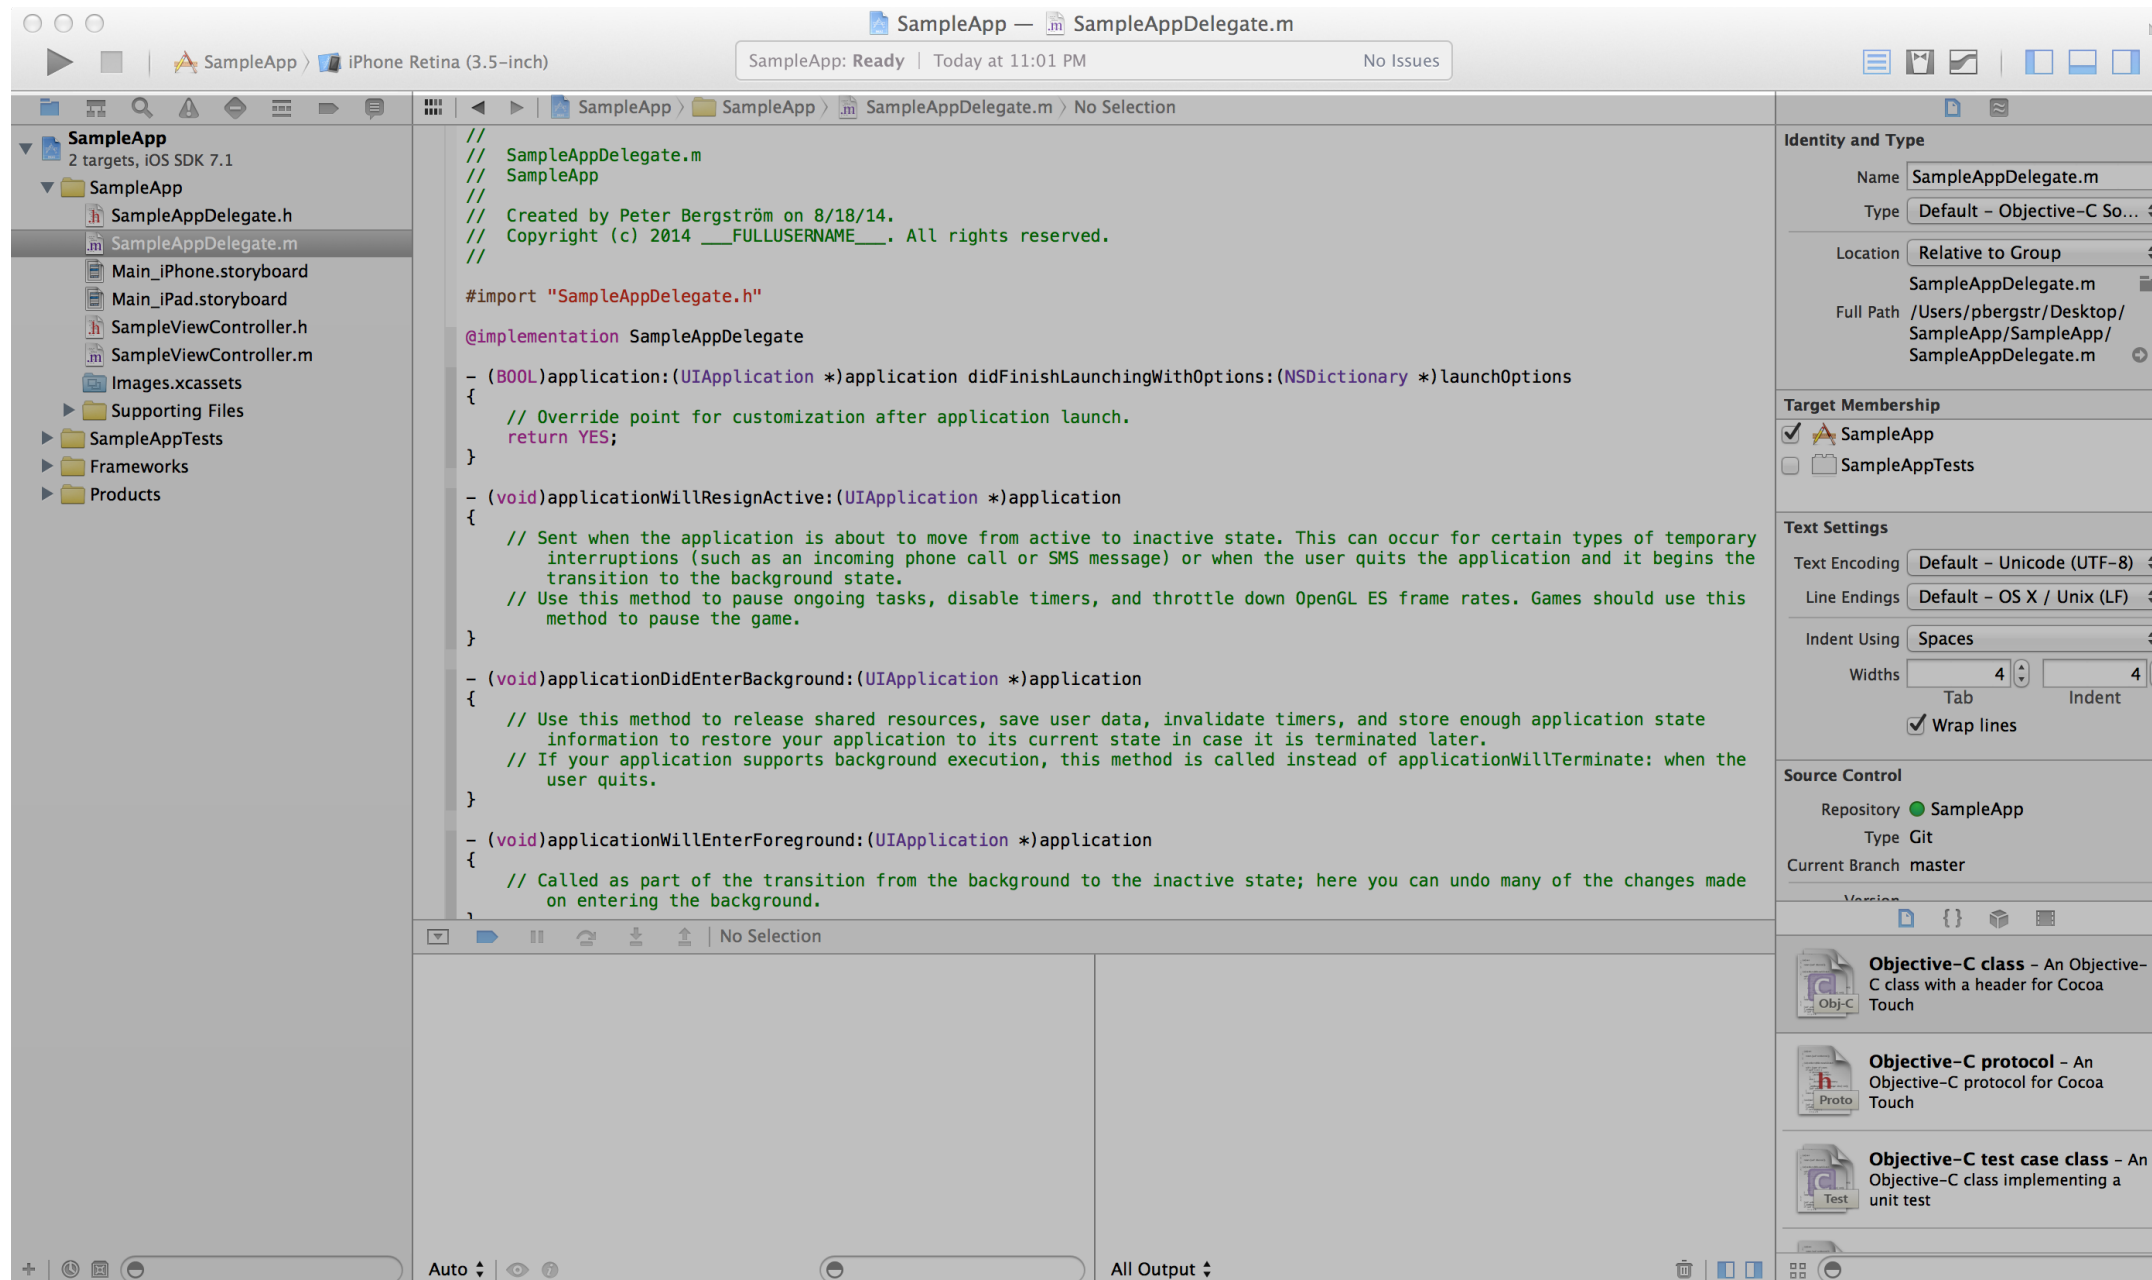 SampleApp — SampleAppDelegate.m
SampleApp iPhone Retina (3.5-inch)
SampleApp: Ready | Today at 11:01 PM No Issues
SampleApp
2 targets, iOS SDK 7.1
SampleApp
SampleAppDelegate.h
SampleAppDelegate.m
Main_iPhone.storyboard
Main_iPad.storyboard
SampleViewController.h
SampleViewController.m
Images.xcassets
Supporting Files
SampleAppTests
Frameworks
Products
SampleApp SampleApp SampleAppDelegate.m No Selection
//
//  SampleAppDelegate.m
//  SampleApp
//
//  Created by Peter Bergström on 8/18/14.
//  Copyright (c) 2014 ___FULLUSERNAME___. All rights reserved.
//
#import "SampleAppDelegate.h"
@implementation SampleAppDelegate
- (BOOL)application:(UIApplication *)application didFinishLaunchingWithOptions:(NSDictionary *)launchOptions
{
// Override point for customization after application launch.
return YES;
}
- (void)applicationWillResignActive:(UIApplication *)application
{
// Sent when the application is about to move from active to inactive state. This can occur for certain types of temporary
interruptions (such as an incoming phone call or SMS message) or when the user quits the application and it begins the
transition to the background state.
// Use this method to pause ongoing tasks, disable timers, and throttle down OpenGL ES frame rates. Games should use this
method to pause the game.
}
- (void)applicationDidEnterBackground:(UIApplication *)application
{
// Use this method to release shared resources, save user data, invalidate timers, and store enough application state
information to restore your application to its current state in case it is terminated later.
// If your application supports background execution, this method is called instead of applicationWillTerminate: when the
user quits.
}
- (void)applicationWillEnterForeground:(UIApplication *)application
{
// Called as part of the transition from the background to the inactive state; here you can undo many of the changes made
on entering the background.
}
No Selection
Auto
All Output
Identity and Type
Name SampleAppDelegate.m
Type Default - Objective-C So...
Location Relative to Group
SampleAppDelegate.m
Full Path /Users/pbergstr/Desktop/
SampleApp/SampleApp/
SampleAppDelegate.m
Target Membership
SampleApp
SampleAppTests
Text Settings
Text Encoding Default - Unicode (UTF-8)
Line Endings Default - OS X / Unix (LF)
Indent Using Spaces
Widths 4 4
Tab Indent
Wrap lines
Source Control
Repository SampleApp
Type Git
Current Branch master
Version
{ }
Objective-C class - An Objective-
C class with a header for Cocoa
Touch
C
Obj-C
Objective-C protocol - An
Objective-C protocol for Cocoa
Touch
h
Proto
Objective-C test case class - An
Objective-C class implementing a
unit test
C
Test